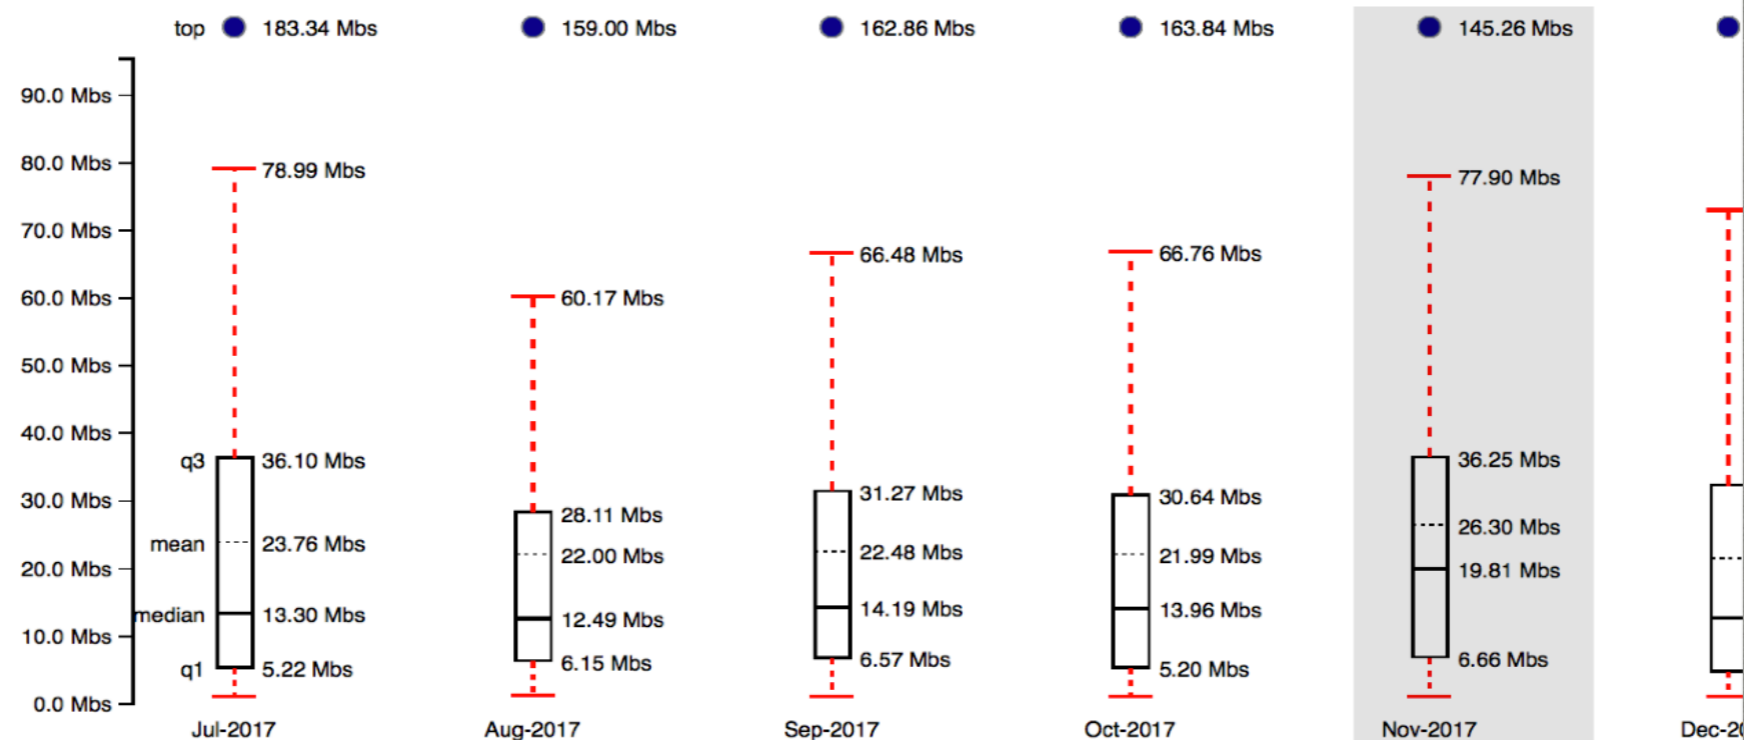 top 183.34 Mbs 159.00 Mbs 162.86 Mbs 163.84 Mbs 145.26 Mbs
90.0 Mbs
80.0 Mbs
78.99 Mbs
77.90 Mbs
70.0 Mbs
66.48 Mbs 66.76 Mbs
60.0 Mbs
60.17 Mbs
50.0 Mbs
40.0 Mbs
q3 36.10 Mbs 36.25 Mbs
30.0 Mbs
31.27 Mbs 30.64 Mbs
28.11 Mbs
26.30 Mbs
mean 23.76 Mbs 22.00 Mbs 22.48 Mbs 21.99 Mbs
20.0 Mbs
19.81 Mbs
median 13.30 Mbs 12.49 Mbs 14.19 Mbs 13.96 Mbs
10.0 Mbs
q1 5.22 Mbs 6.15 Mbs 6.57 Mbs 5.20 Mbs 6.66 Mbs
0.0 Mbs
Jul-2017 Aug-2017 Sep-2017 Oct-2017 Nov-2017